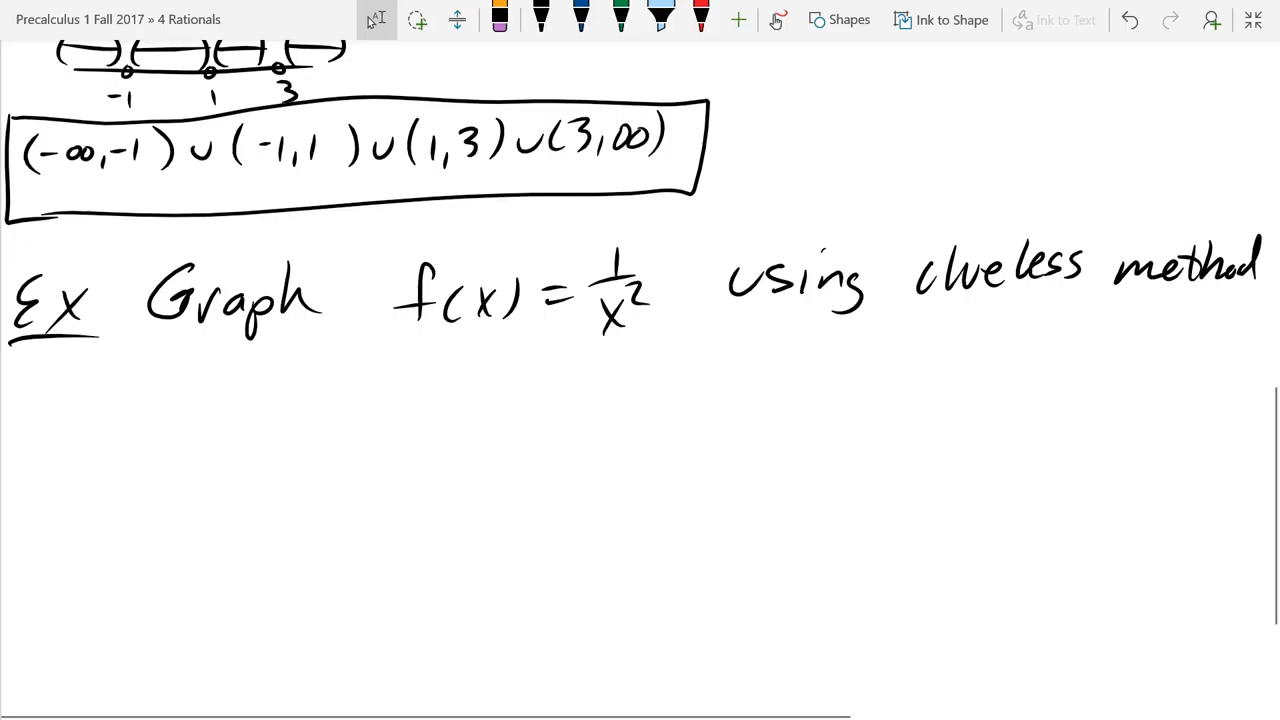 Precalculus 1 Fall 2017 » 4 Rationals
Shapes
Ink to Shape
Ink to Text
-1 1 3
(-∞,-1) ∪ (-1,1) ∪ (1,3) ∪ (3,∞)
Ex Graph f(x) = 1/x² using clueless method